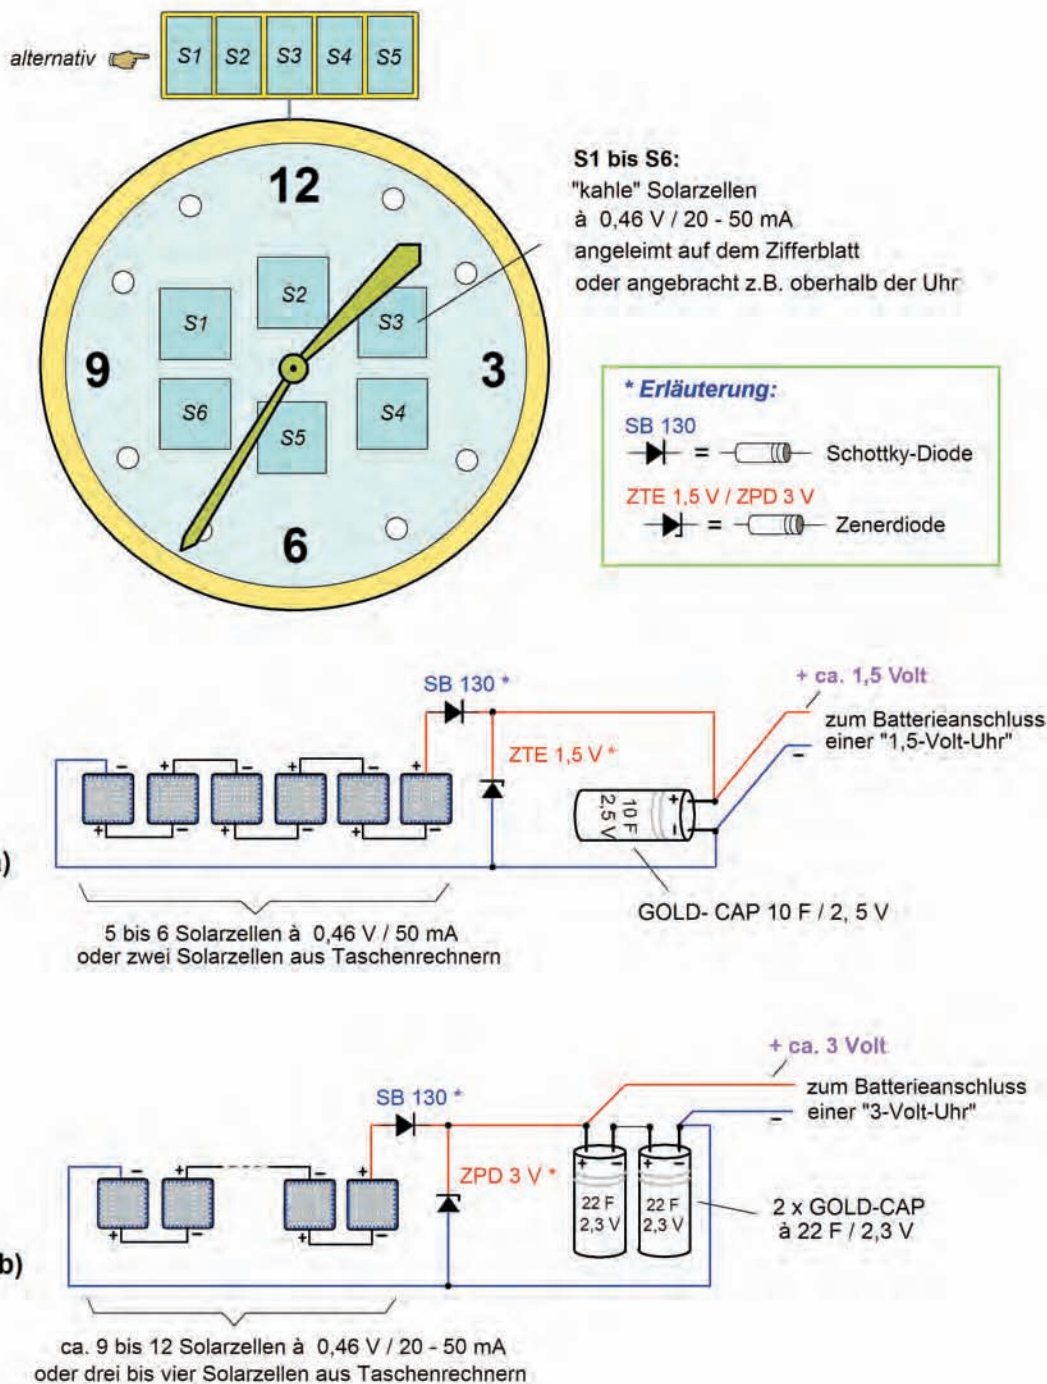 alternativ
S1 S2 S3 S4 S5
12
S1 bis S6:
"kahle" Solarzellen
à 0,46 V / 20 - 50 mA
angeleimt auf dem Zifferblatt
oder angebracht z.B. oberhalb der Uhr
S2
S1
S3
9
3
S6
S5
S4
6
* Erläuterung:
SB 130
= Schottky-Diode
ZTE 1,5 V / ZPD 3 V
= Zenerdiode
SB 130 *
+ ca. 1,5 Volt
zum Batterieanschluss
einer "1,5-Volt-Uhr"
–
ZTE 1,5 V *
– + – + – +
+ – + – + –
+
–
10 F
2,5 V
)
GOLD- CAP 10 F / 2, 5 V
5 bis 6 Solarzellen à 0,46 V / 50 mA
oder zwei Solarzellen aus Taschenrechnern
+ ca. 3 Volt
zum Batterieanschluss
einer "3-Volt-Uhr"
–
SB 130 *
ZPD 3 V *
– + – +
+ – + –
+ – + –
22 F
2,3 V
22 F
2,3 V
2 x GOLD-CAP
à 22 F / 2,3 V
b)
ca. 9 bis 12 Solarzellen à 0,46 V / 20 - 50 mA
oder drei bis vier Solarzellen aus Taschenrechnern